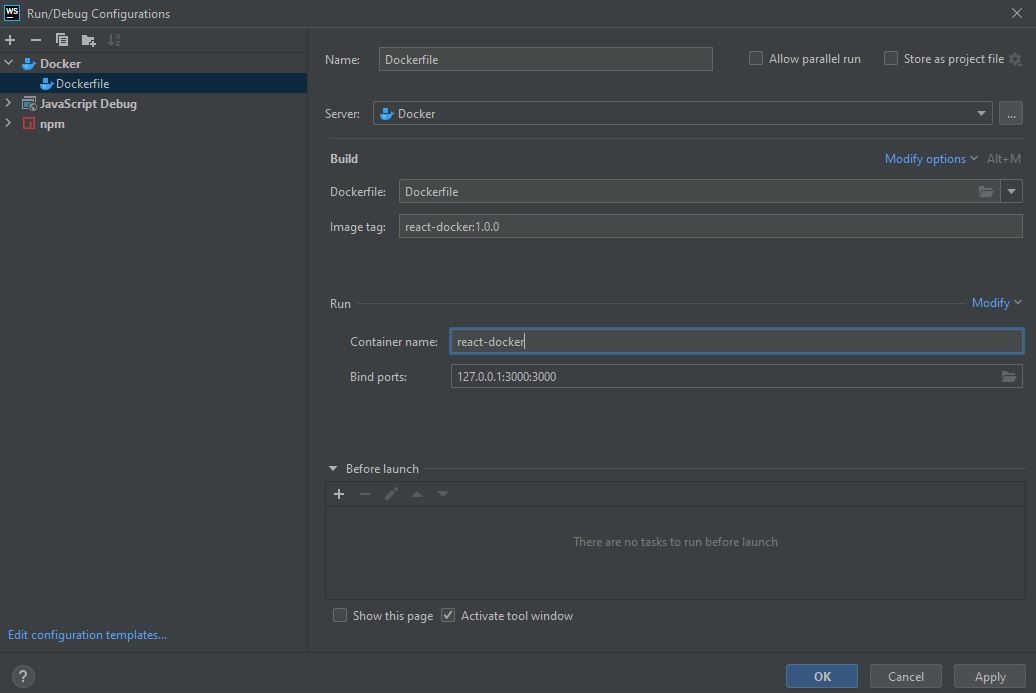 WS Run/Debug Configurations
Docker
Dockerfile
JavaScript Debug
npm
Edit configuration templates...
?
Name: Dockerfile
Allow parallel run
Store as project file
Server: Docker
...
Build
Modify options Alt+M
Dockerfile: Dockerfile
Image tag: react-docker:1.0.0
Run
Modify
Container name: react-docker
Bind ports: 127.0.0.1:3000:3000
Before launch
There are no tasks to run before launch
Show this page
Activate tool window
OK
Cancel
Apply